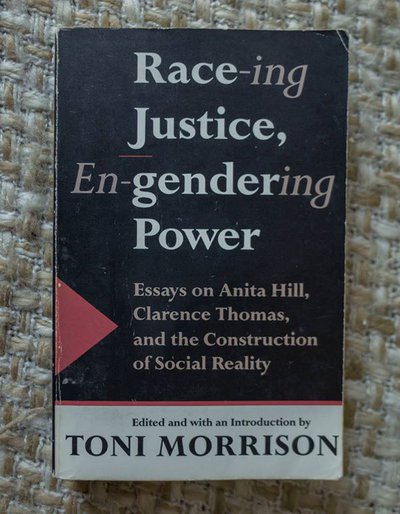 Race-ing
Justice,
En-gendering
Power
Essays on Anita Hill,
Clarence Thomas,
and the Construction
of Social Reality
Edited and with an Introduction by
TONI MORRISON